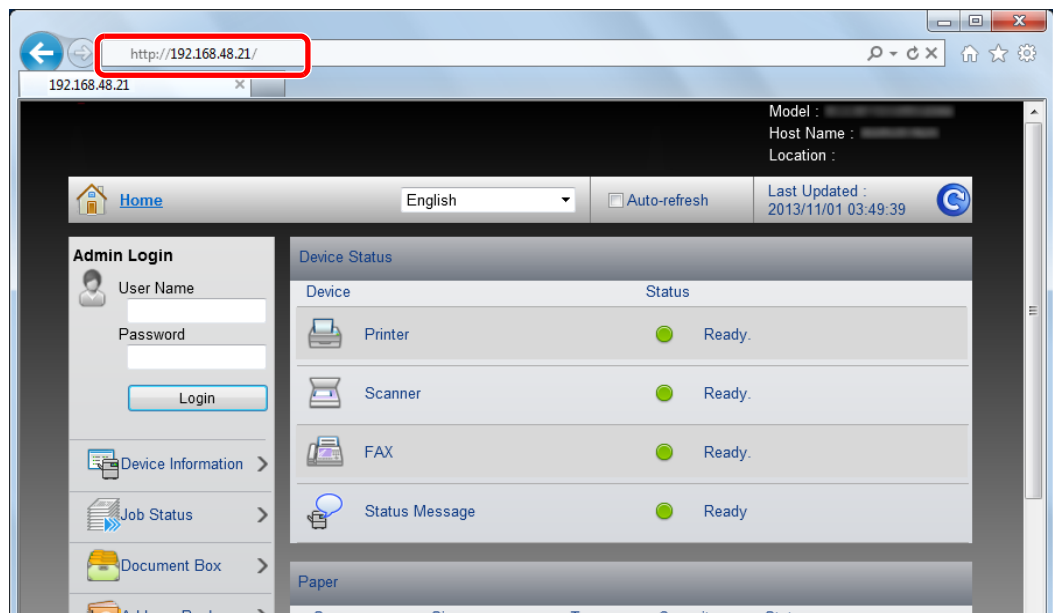 http://192.168.48.21/
192.168.48.21
Model :
Host Name :
Location :
Home
English
Auto-refresh
Last Updated :
2013/11/01 03:49:39
Admin Login
User Name
Password
Login
Device Information
Job Status
Document Box
Device Status
Device Status
Printer Ready.
Scanner Ready.
FAX Ready.
Status Message Ready
Paper